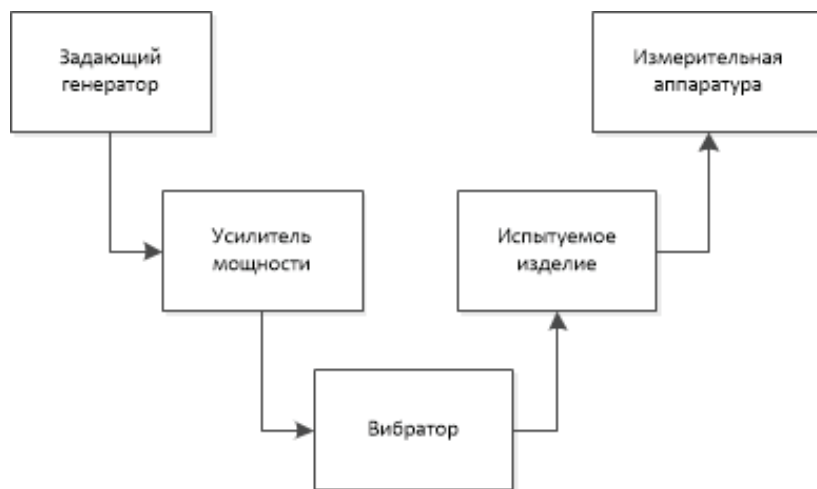 Задающий
генератор
Измерительная
аппаратура
Усилитель
мощности
Испытуемое
изделие
Вибратор